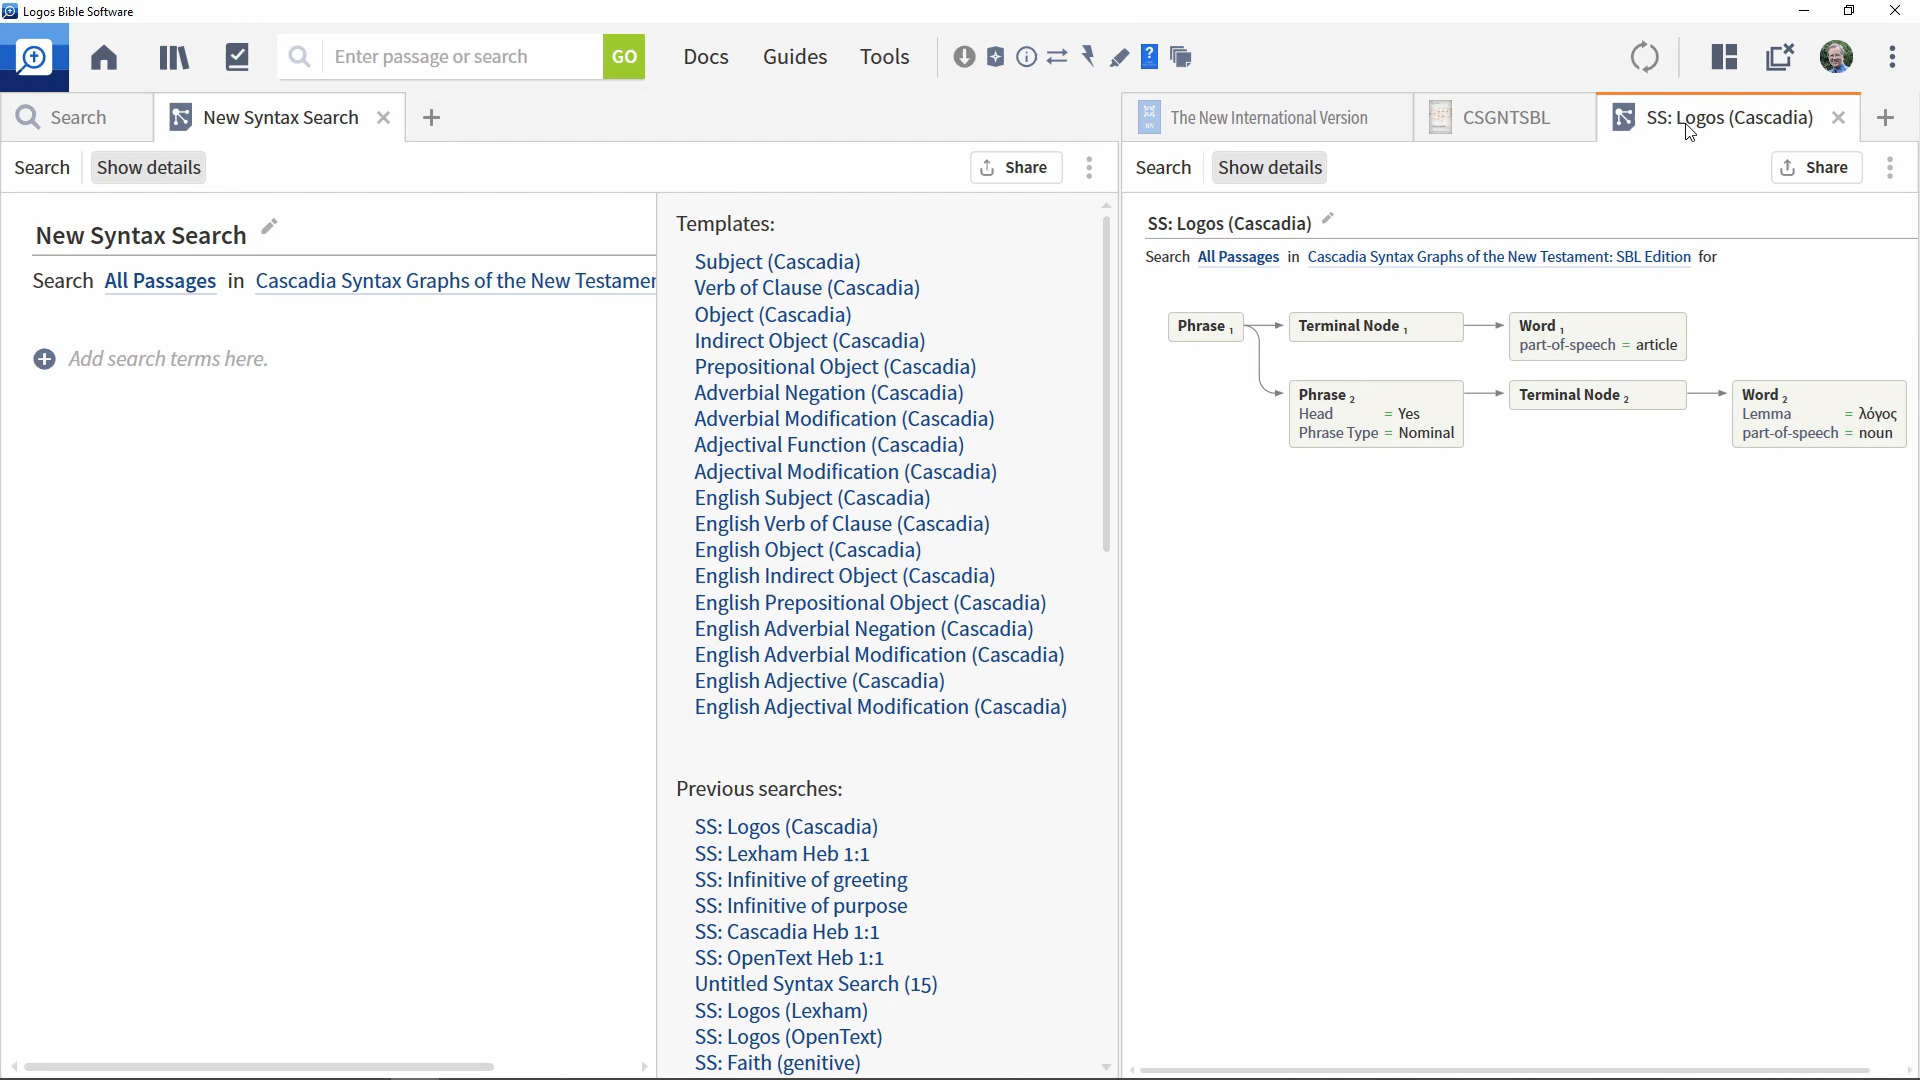 Logos Bible Software
Enter passage or search
GO
Docs
Guides
Tools
Search
New Syntax Search
Search
Show details
Share
New Syntax Search
Search All Passages in Cascadia Syntax Graphs of the New Testamen
Add search terms here.
Templates:
Subject (Cascadia)
Verb of Clause (Cascadia)
Object (Cascadia)
Indirect Object (Cascadia)
Prepositional Object (Cascadia)
Adverbial Negation (Cascadia)
Adverbial Modification (Cascadia)
Adjectival Function (Cascadia)
Adjectival Modification (Cascadia)
English Subject (Cascadia)
English Verb of Clause (Cascadia)
English Object (Cascadia)
English Indirect Object (Cascadia)
English Prepositional Object (Cascadia)
English Adverbial Negation (Cascadia)
English Adverbial Modification (Cascadia)
English Adjective (Cascadia)
English Adjectival Modification (Cascadia)
Previous searches:
SS: Logos (Cascadia)
SS: Lexham Heb 1:1
SS: Infinitive of greeting
SS: Infinitive of purpose
SS: Cascadia Heb 1:1
SS: OpenText Heb 1:1
Untitled Syntax Search (15)
SS: Logos (Lexham)
SS: Logos (OpenText)
SS: Faith (genitive)
The New International Version
CSGNTSBL
SS: Logos (Cascadia)
Search
Show details
Share
SS: Logos (Cascadia)
Search All Passages in Cascadia Syntax Graphs of the New Testament: SBL Edition for
Phrase 1
Terminal Node 1
Word 1
part-of-speech = article
Phrase 2
Head = Yes
Phrase Type = Nominal
Terminal Node 2
Word 2
Lemma = λόγος
part-of-speech = noun